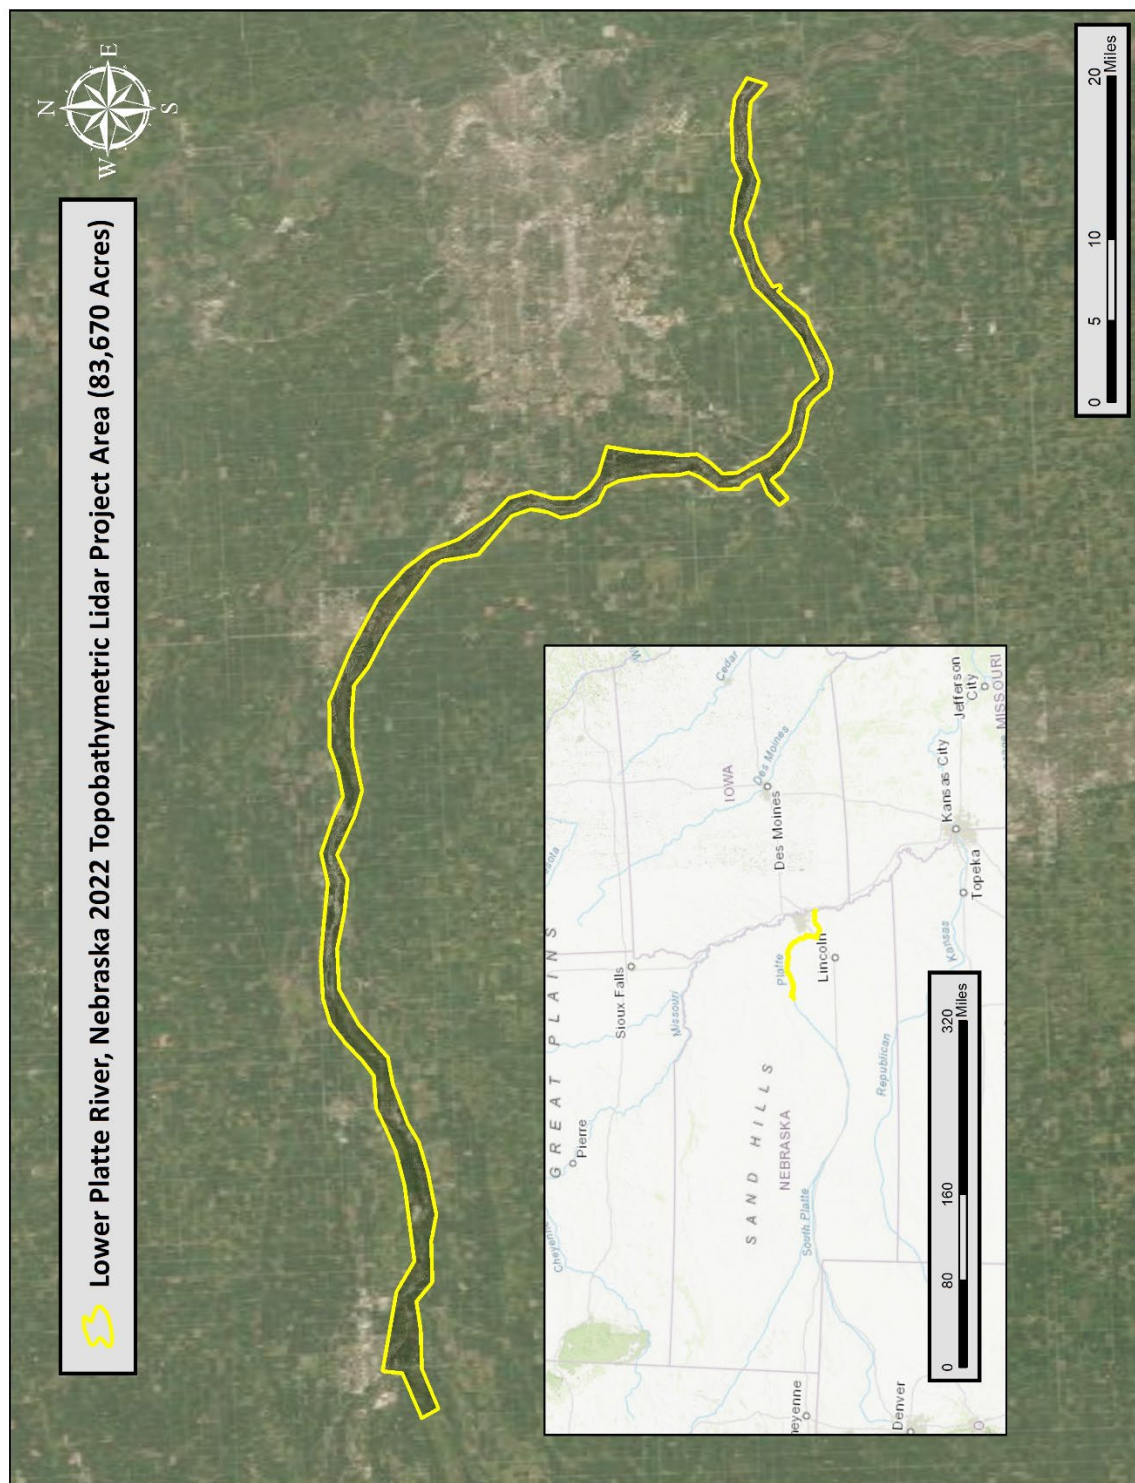 Lower Platte River, Nebraska 2022 Topobathymetric Lidar Project Area (83,670 Acres)
N
W
E
S
GREAT PLAINS
Pierre
Cheyenne
Sioux Falls
Missouri
Cedar
IOWA
Des Moines
Des Moines
SAND HILLS
NEBRASKA
Platte
Lincoln
South Platte
Republican
Kansas
Kansas City
Topeka
Jefferson
City
MISSOURI
Denver
0 80 160 320
Miles
0 5 10 20
Miles